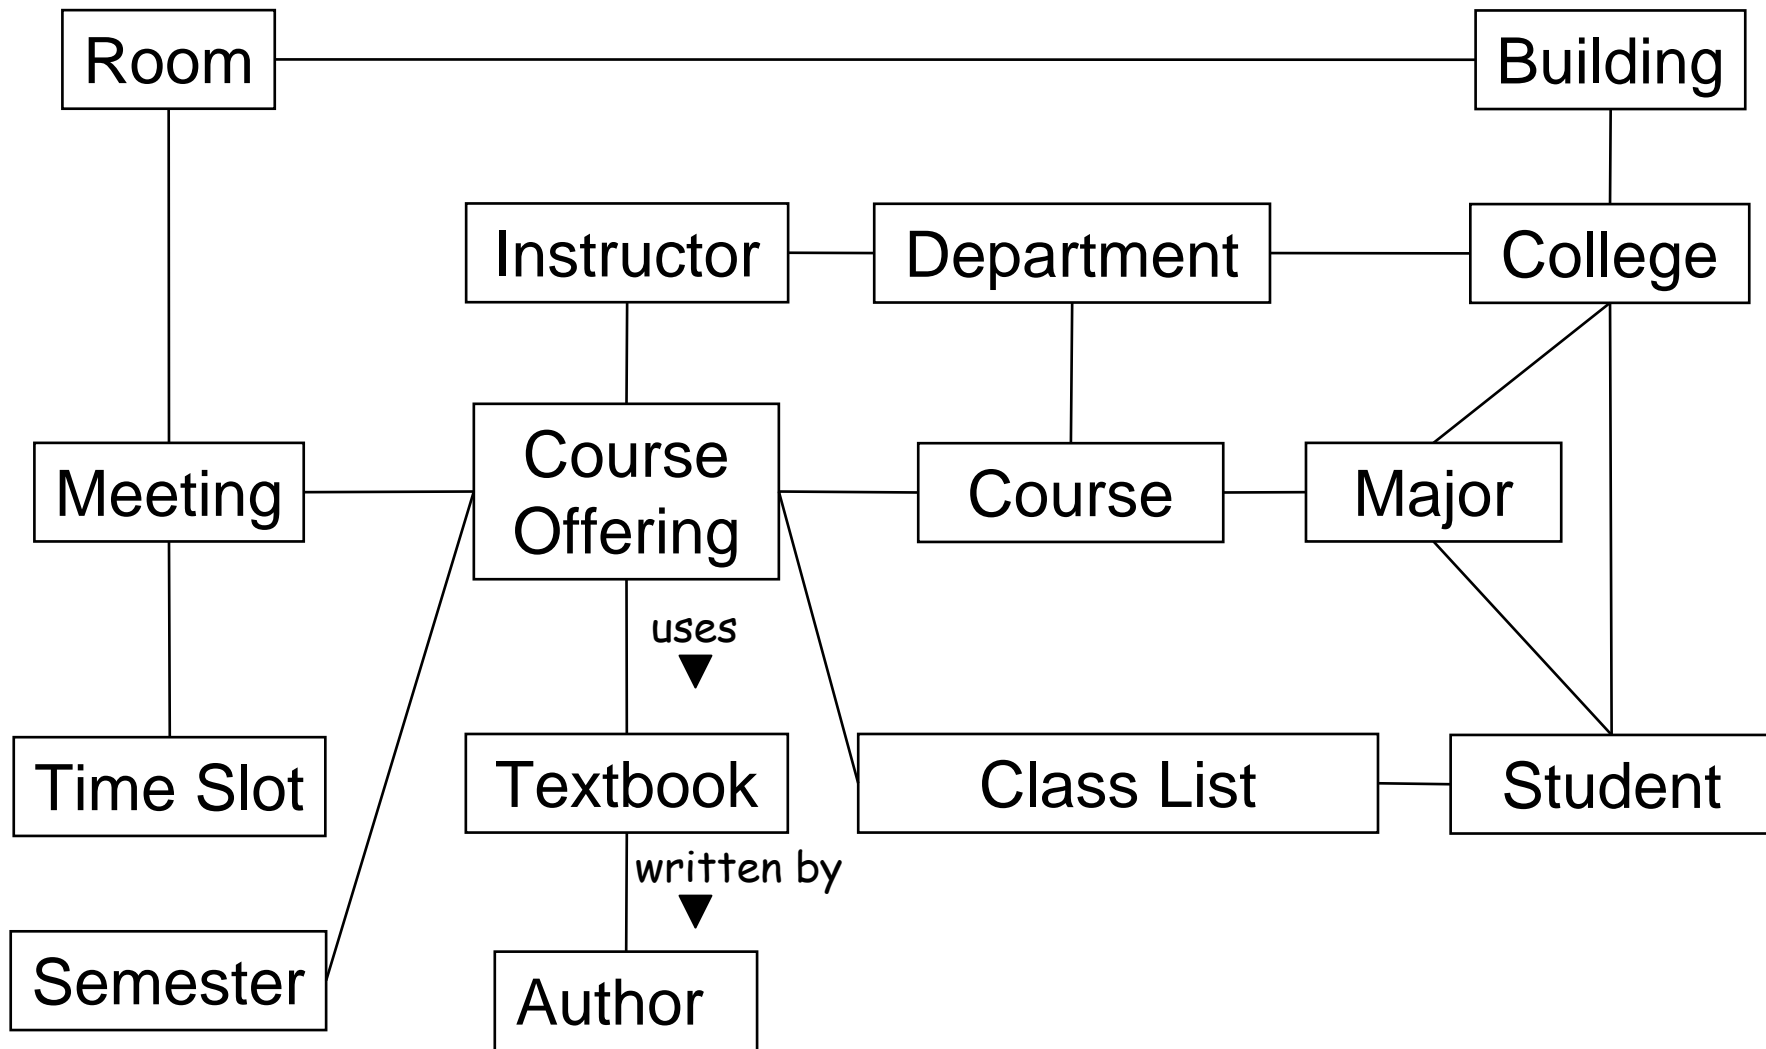 Room
Building
Instructor
Department
College
Meeting
Course
Offering
Course
Major
uses
Time Slot
Textbook
Class List
Student
written by
Semester
Author